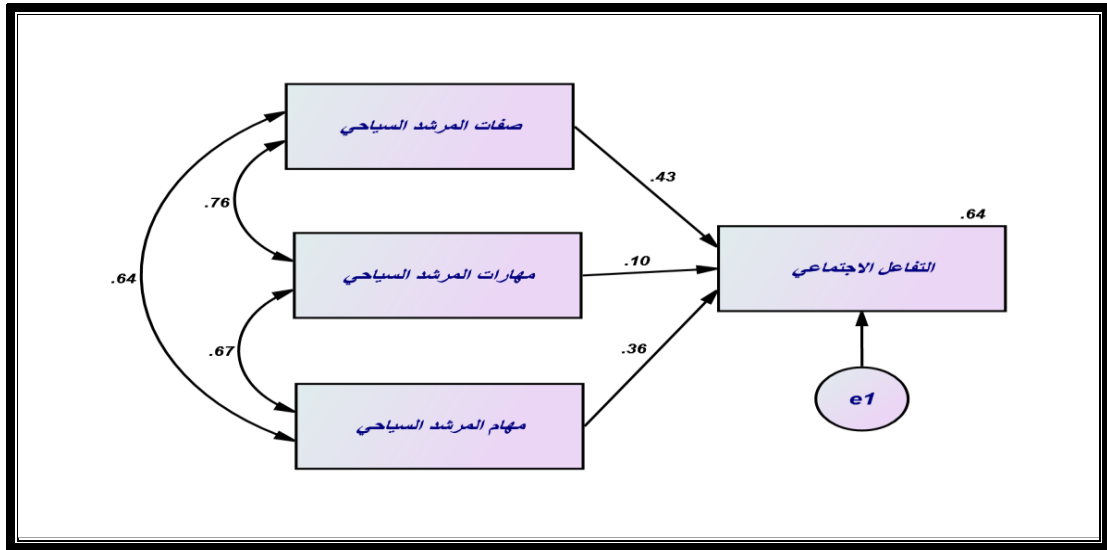 صفات المرشد السياحي
.43
.76
.64
مهارات المرشد السياحي
.10
التفاعل الاجتماعي
.64
.67
.36
مهام المرشد السياحي
e1